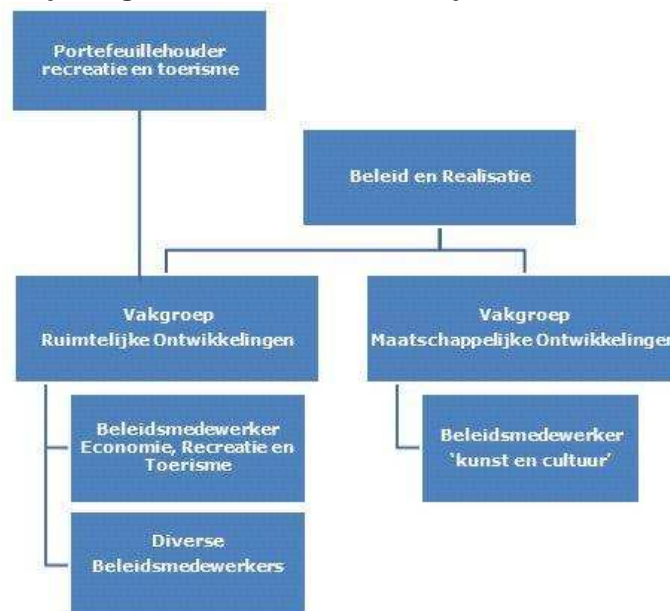 Portefeuillehouder
recreatie en toerisme
Beleid en Realisatie
Vakgroep
Ruimtelijke Ontwikkelingen
Vakgroep
Maatschappelijke Ontwikkelingen
Beleidsmedewerker
Economie, Recreatie en
Toerisme
Beleidsmedewerker
‘kunst en cultuur’
Diverse
Beleidsmedewerkers